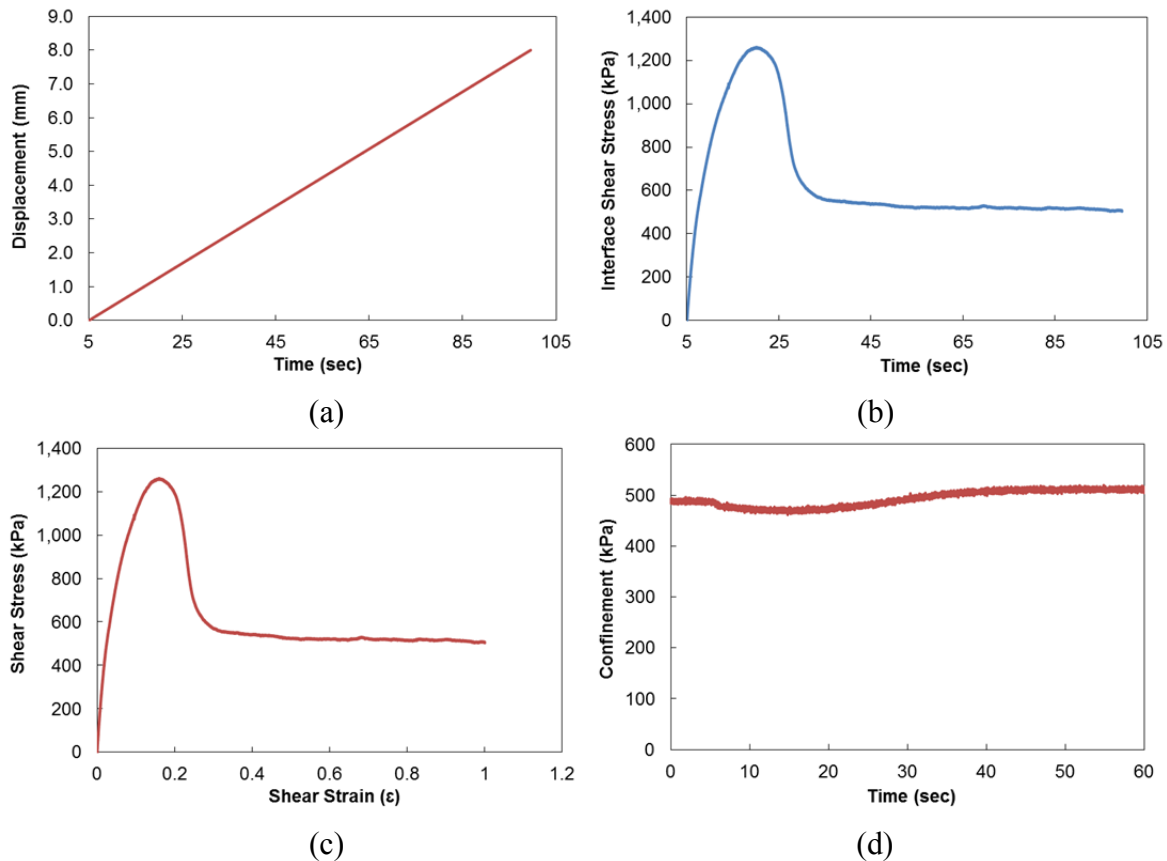 9.0
8.0
7.0
6.0
5.0
4.0
3.0
2.0
1.0
0.0
Displacement (mm)
5 25 45 65 85 105
Time (sec)
(a)
1,400
1,200
1,000
800
600
400
200
0
Interface Shear Stress (kPa)
5 25 45 65 85 105
Time (sec)
(b)
1,400
1,200
1,000
800
600
400
200
0
Shear Stress (kPa)
0 0.2 0.4 0.6 0.8 1 1.2
Shear Strain (ε)
(c)
600
500
400
300
200
100
0
Confinement (kPa)
0 10 20 30 40 50 60
Time (sec)
(d)